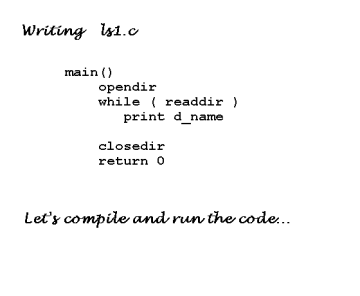 Writing ls1.c
main()
opendir
while ( readdir )
print d_name
closedir
return 0
Let's compile and run the code...